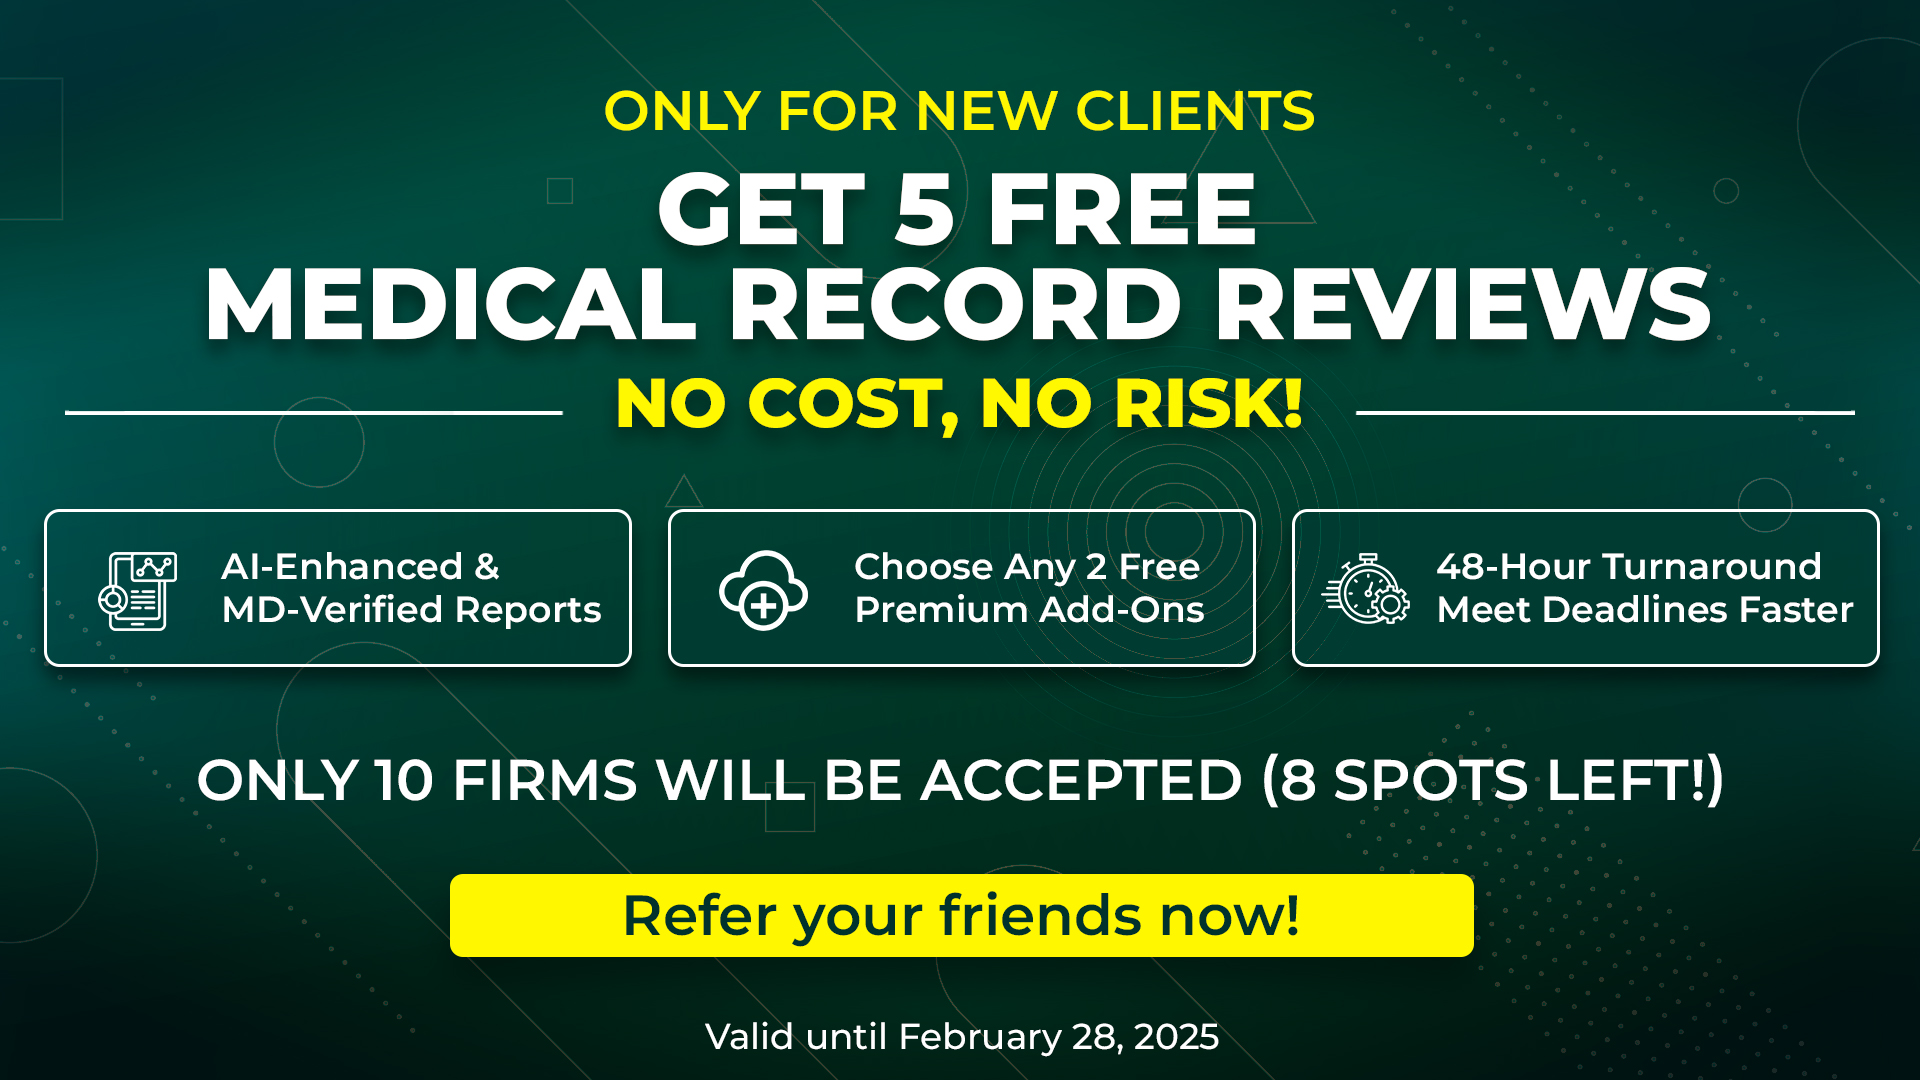 ONLY FOR NEW CLIENTS
GET 5 FREE
MEDICAL RECORD REVIEWS
NO COST, NO RISK!
AI-Enhanced &
MD-Verified Reports
Choose Any 2 Free
Premium Add-Ons
48-Hour Turnaround
Meet Deadlines Faster
ONLY 10 FIRMS WILL BE ACCEPTED (8 SPOTS LEFT!)
Refer your friends now!
Valid until February 28, 2025